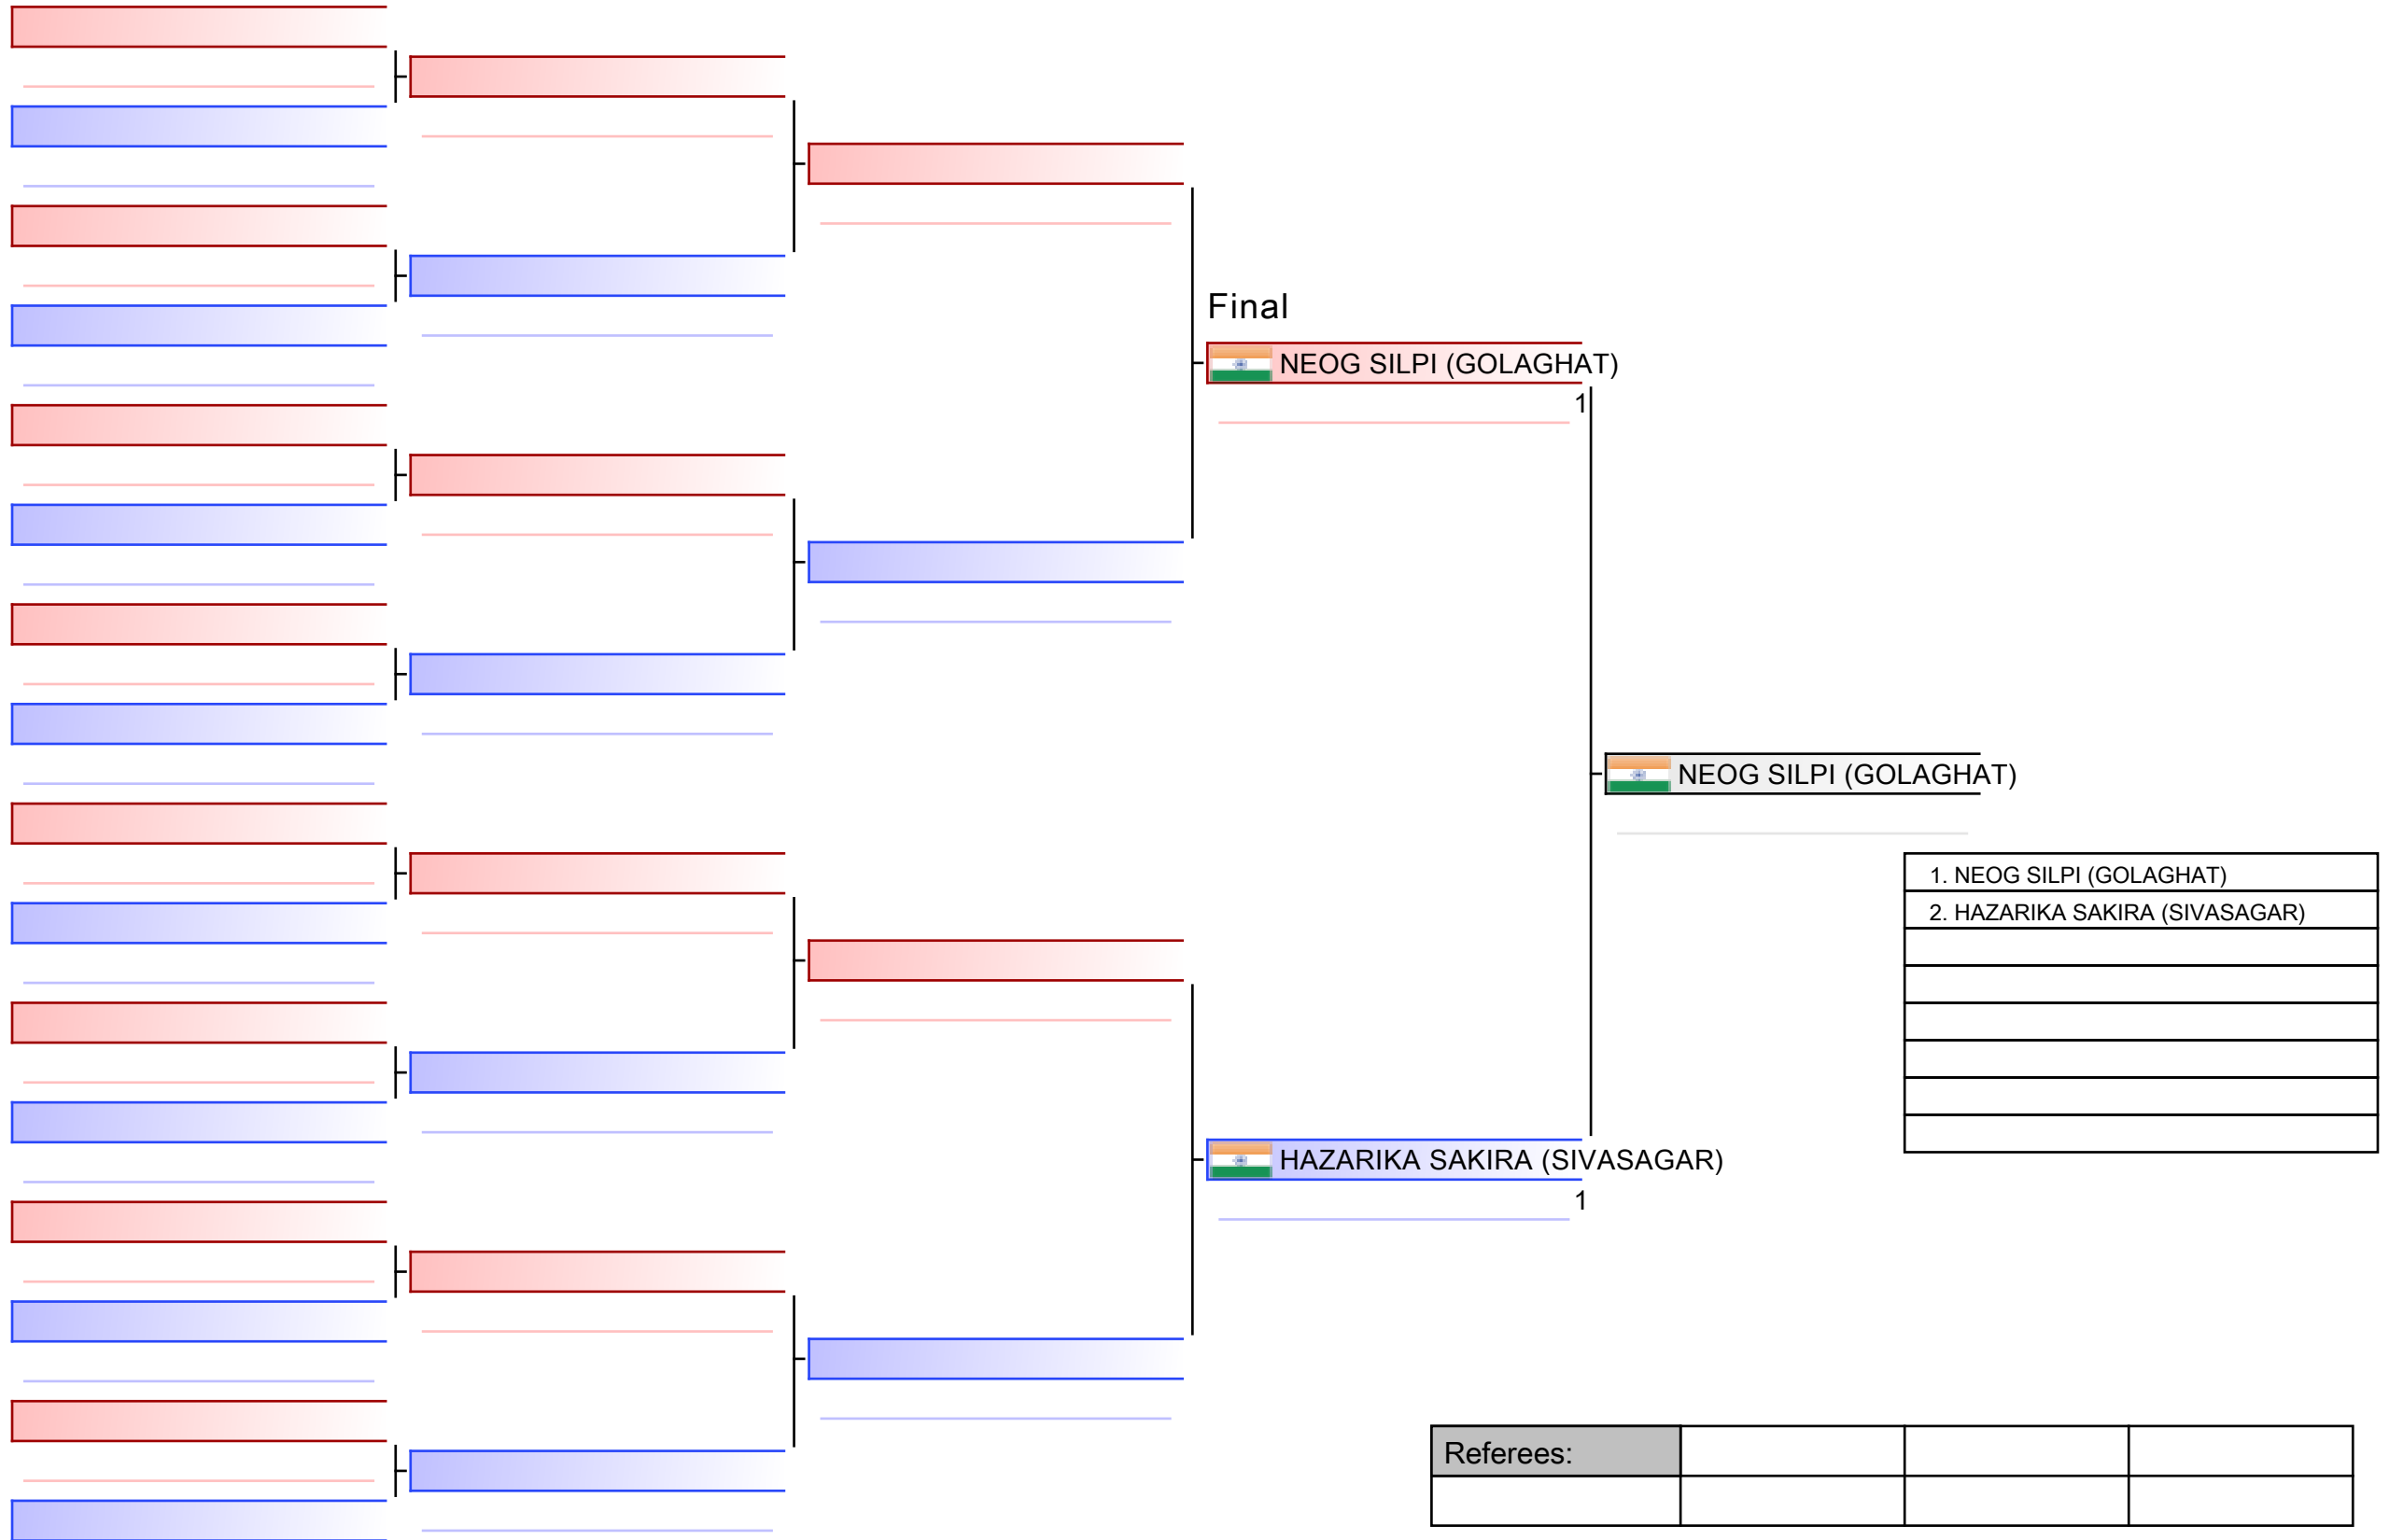 Final
NEOG SILPI (GOLAGHAT)
1
NEOG SILPI (GOLAGHAT)
1. NEOG SILPI (GOLAGHAT)
2. HAZARIKA SAKIRA (SIVASAGAR)
HAZARIKA SAKIRA (SIVASAGAR)
1
Referees: